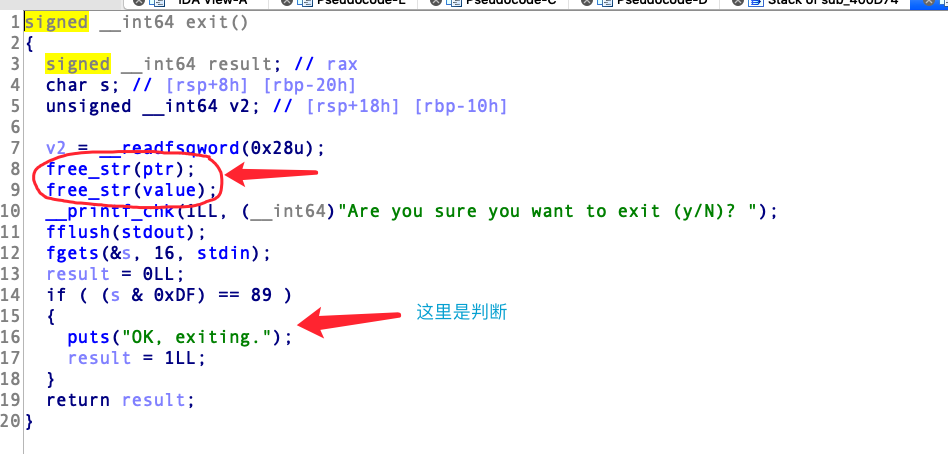 IDA View-A Pseudocode-E Pseudocode-C Pseudocode-D Stack of sub_400D74
1 signed __int64 exit()
2 {
3 signed __int64 result; // rax
4 char s; // [rsp+8h] [rbp-20h]
5 unsigned __int64 v2; // [rsp+18h] [rbp-10h]
6
7 v2 = __readfsqword(0x28u);
8 free_str(ptr);
9 free_str(value);
10 __printf_chk(1LL, (__int64)"Are you sure you want to exit (y/N)? ");
11 fflush(stdout);
12 fgets(&s, 16, stdin);
13 result = 0LL;
14 if ( (s & 0xDF) == 89 )
15 {
这里是判断
16 puts("OK, exiting.");
17 result = 1LL;
18 }
19 return result;
20 }